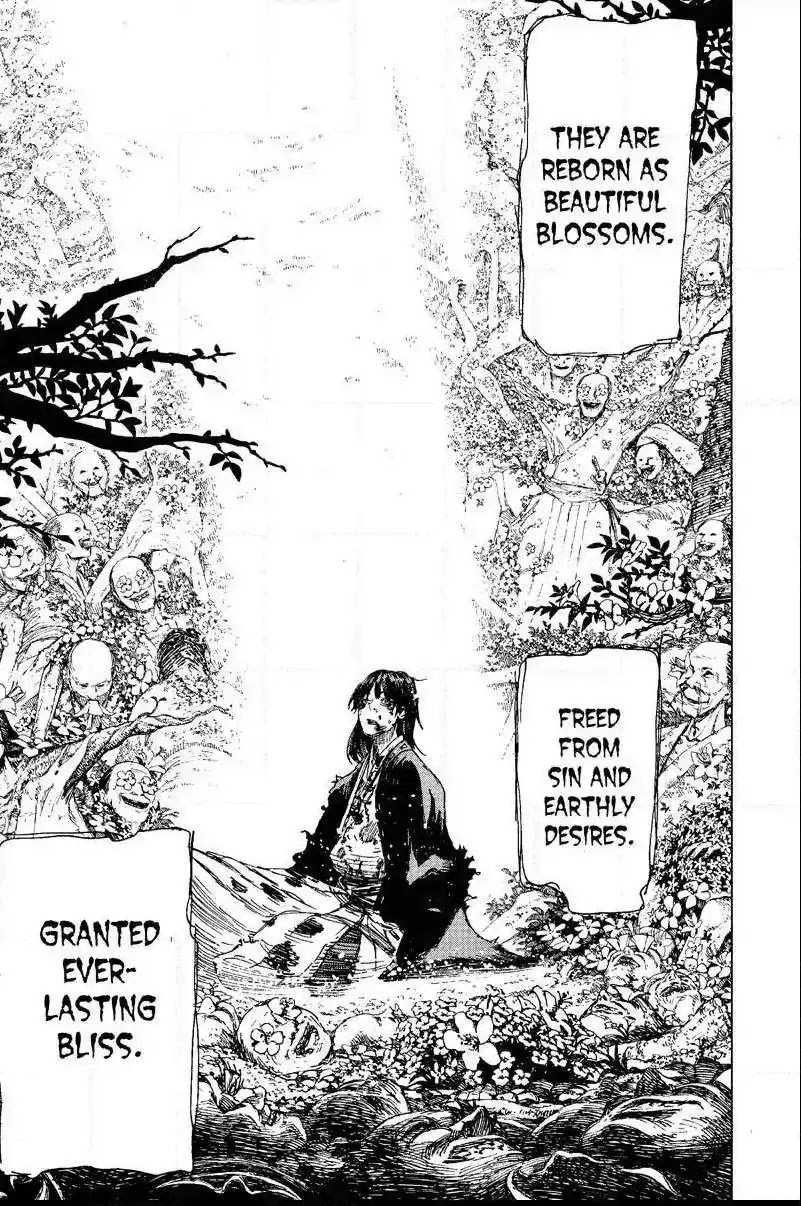 THEY ARE
REBORN AS
BEAUTIFUL
BLOSSOMS.
FREED
FROM
SIN AND
EARTHLY
DESIRES.
GRANTED
EVER-
LASTING
BLISS.